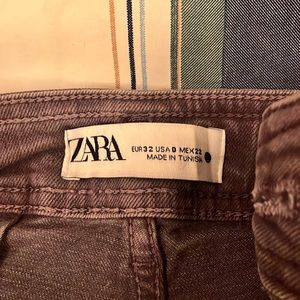 ZARA
EUR 32 USA 0 MEX 22
MADE IN TUNISIA